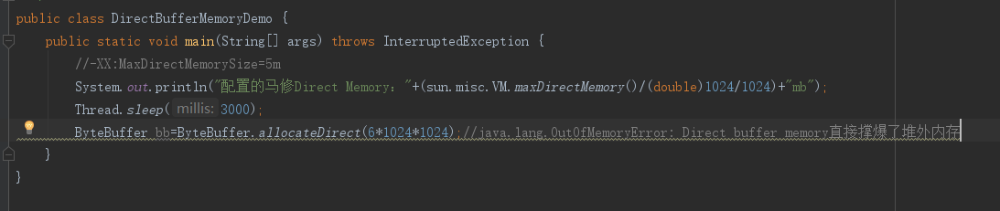 public class DirectBufferMemoryDemo {
public static void main(String[] args) throws InterruptedException {
//-XX:MaxDirectMemorySize=5m
System.out.println("配置的马修Direct Memory: "+(sun.misc.VM.maxDirectMemory()/(double)1024/1024)+"mb");
Thread.sleep( millis: 3000);
ByteBuffer bb=ByteBuffer.allocateDirect(6*1024*1024);//java.lang.OutOfMemoryError: Direct buffer memory直接撑爆了堆外内存
}
}